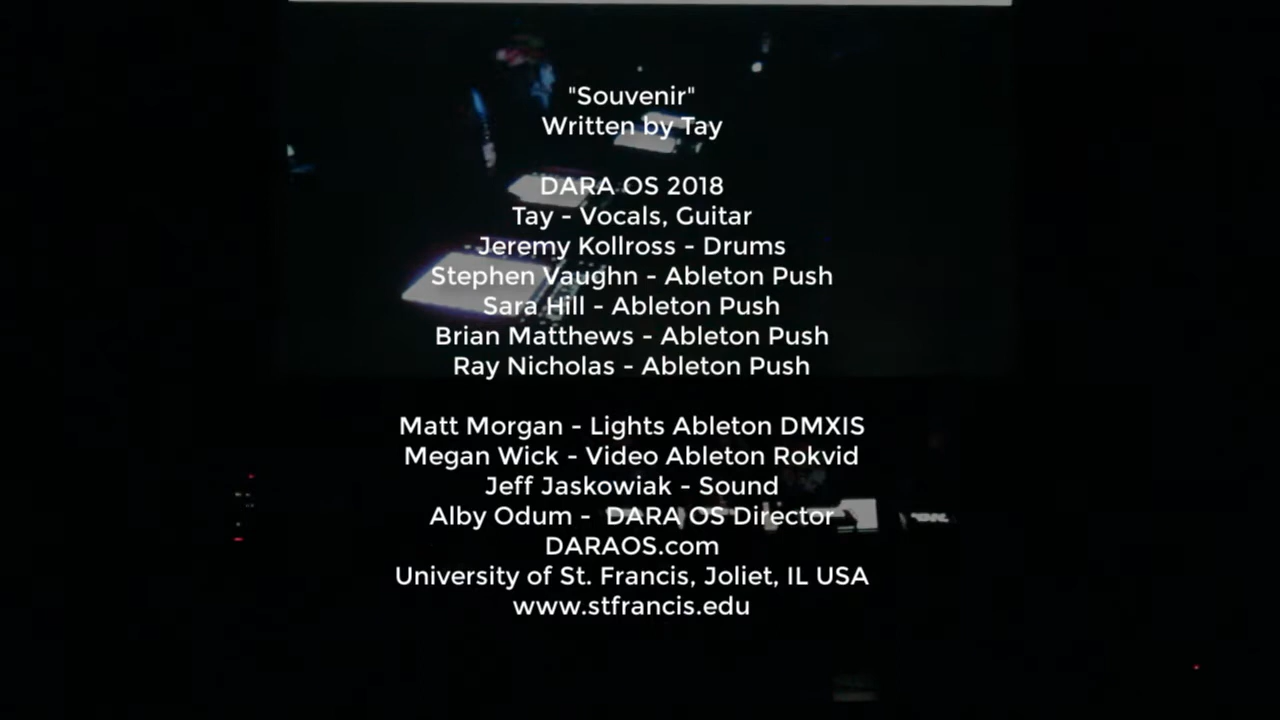 "Souvenir"
Written by Tay
DARA OS 2018
Tay - Vocals, Guitar
Jeremy Kollross - Drums
Stephen Vaughn - Ableton Push
Sara Hill - Ableton Push
Brian Matthews - Ableton Push
Ray Nicholas - Ableton Push
Matt Morgan - Lights Ableton DMXIS
Megan Wick - Video Ableton Rokvid
Jeff Jaskowiak - Sound
Alby Odum - DARA OS Director
DARAOS.com
University of St. Francis, Joliet, IL USA
www.stfrancis.edu